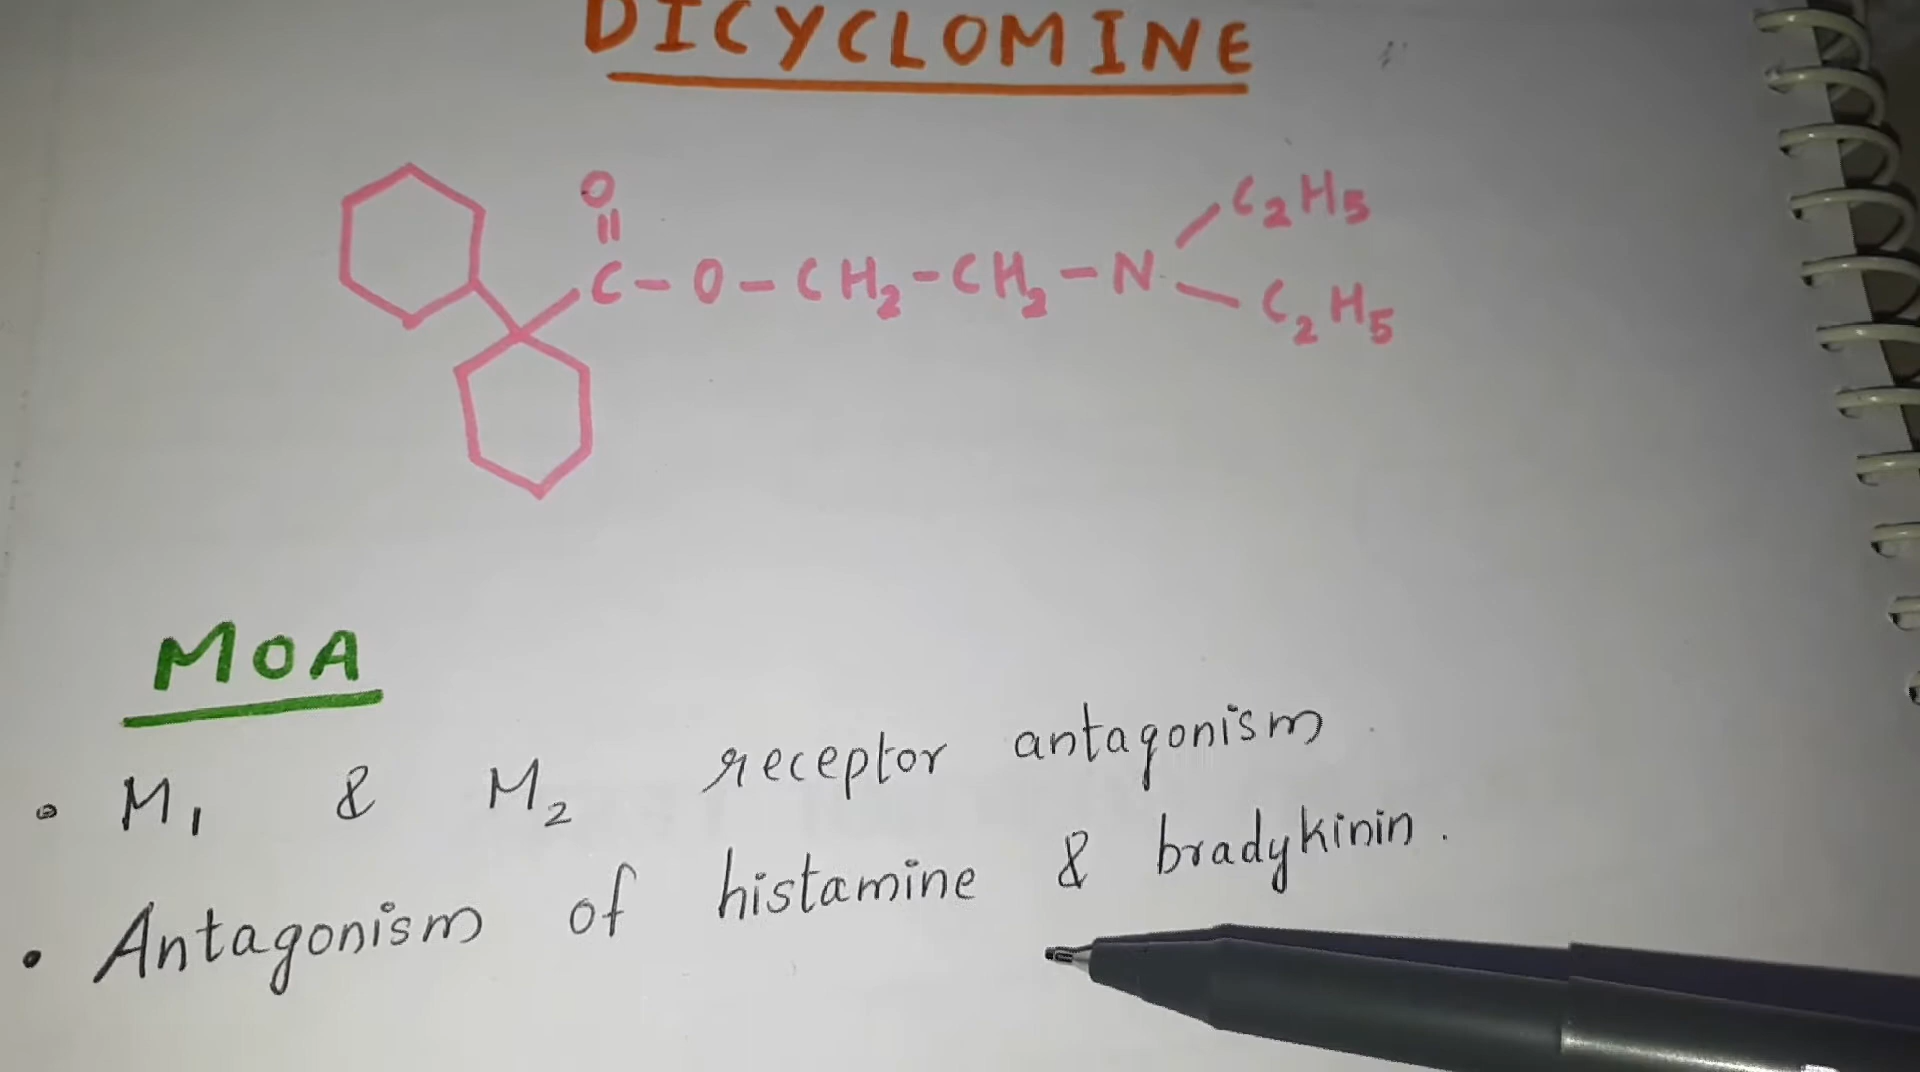 DICYCLOMINE
O
C-O-CH2-CH2-N
C2H5
C2H5
MOA
• M1 & M2 receptor antagonism
• Antagonism of histamine & bradykinin.